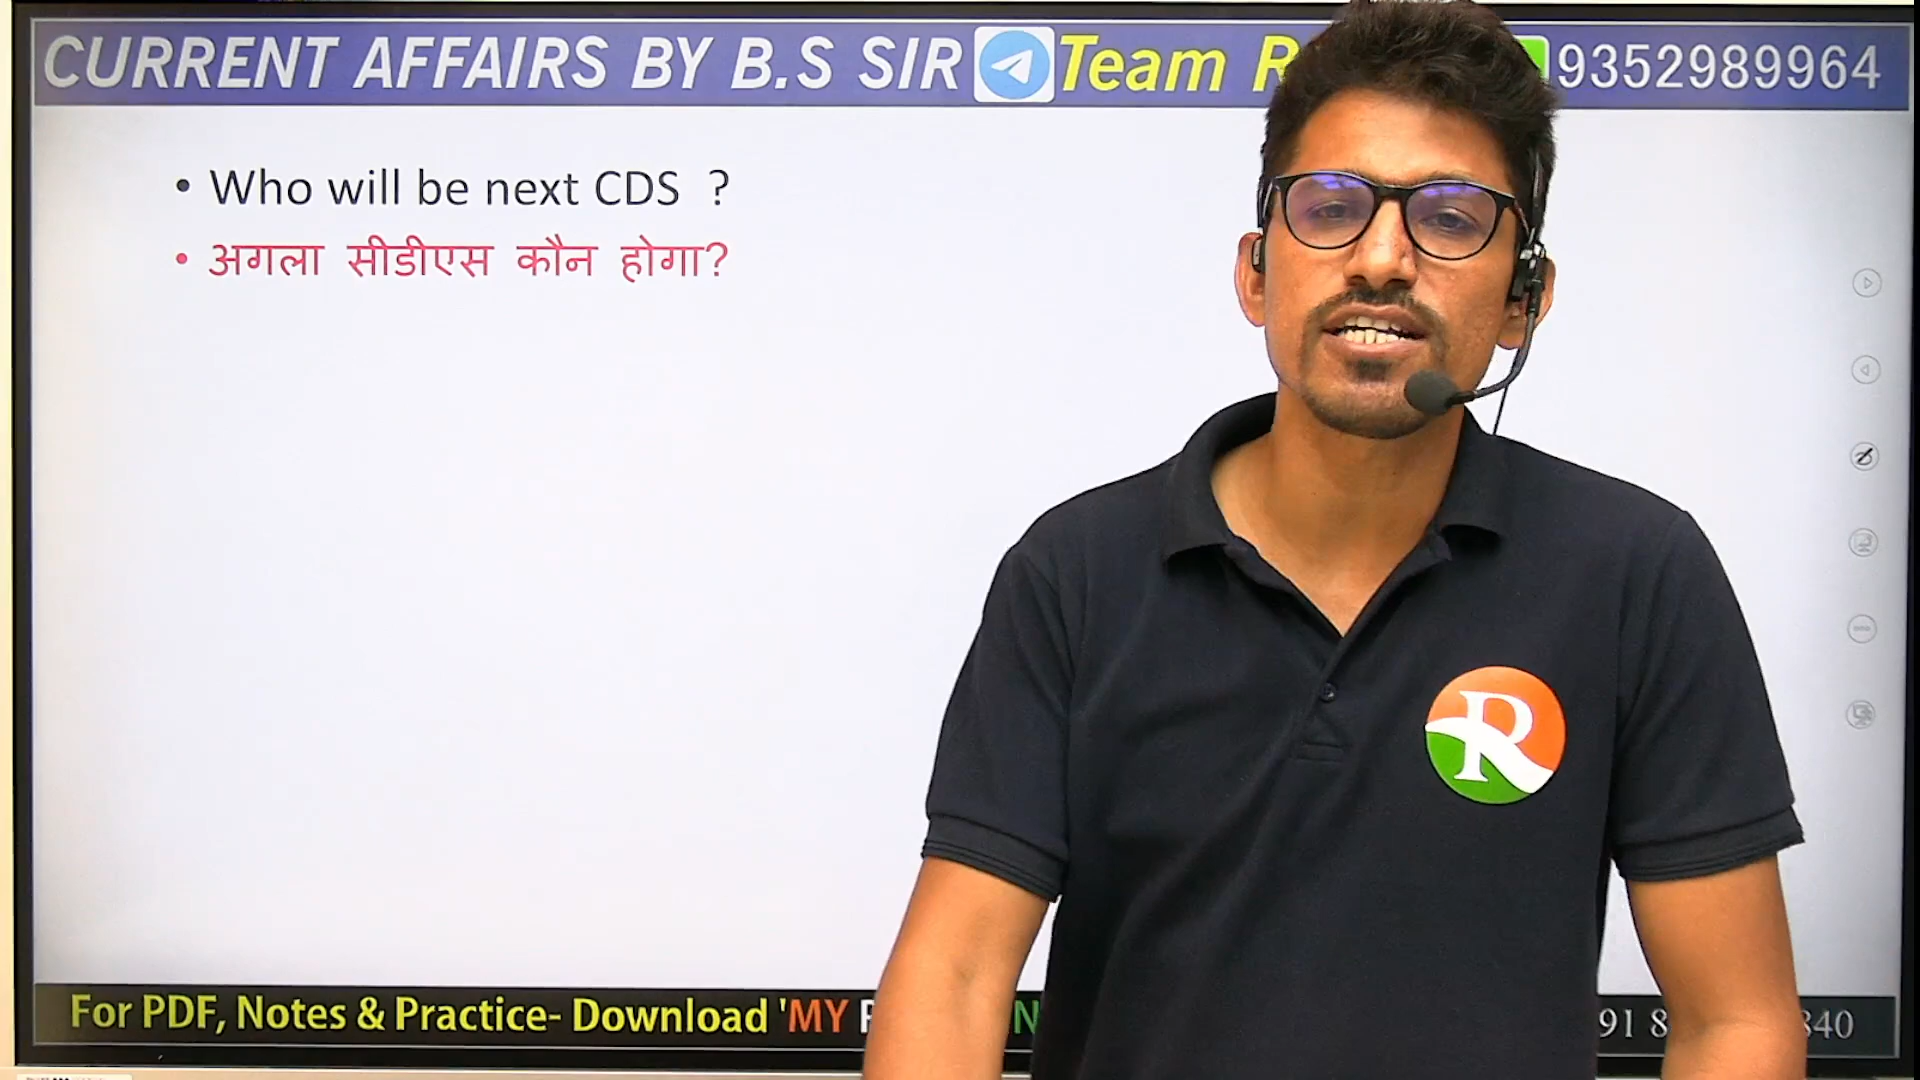 CURRENT AFFAIRS BY B.S SIR Team 9352989964
• Who will be next CDS ?
• अगला सीडीएस कौन होगा?
R
For PDF, Notes & Practice- Download 'MY